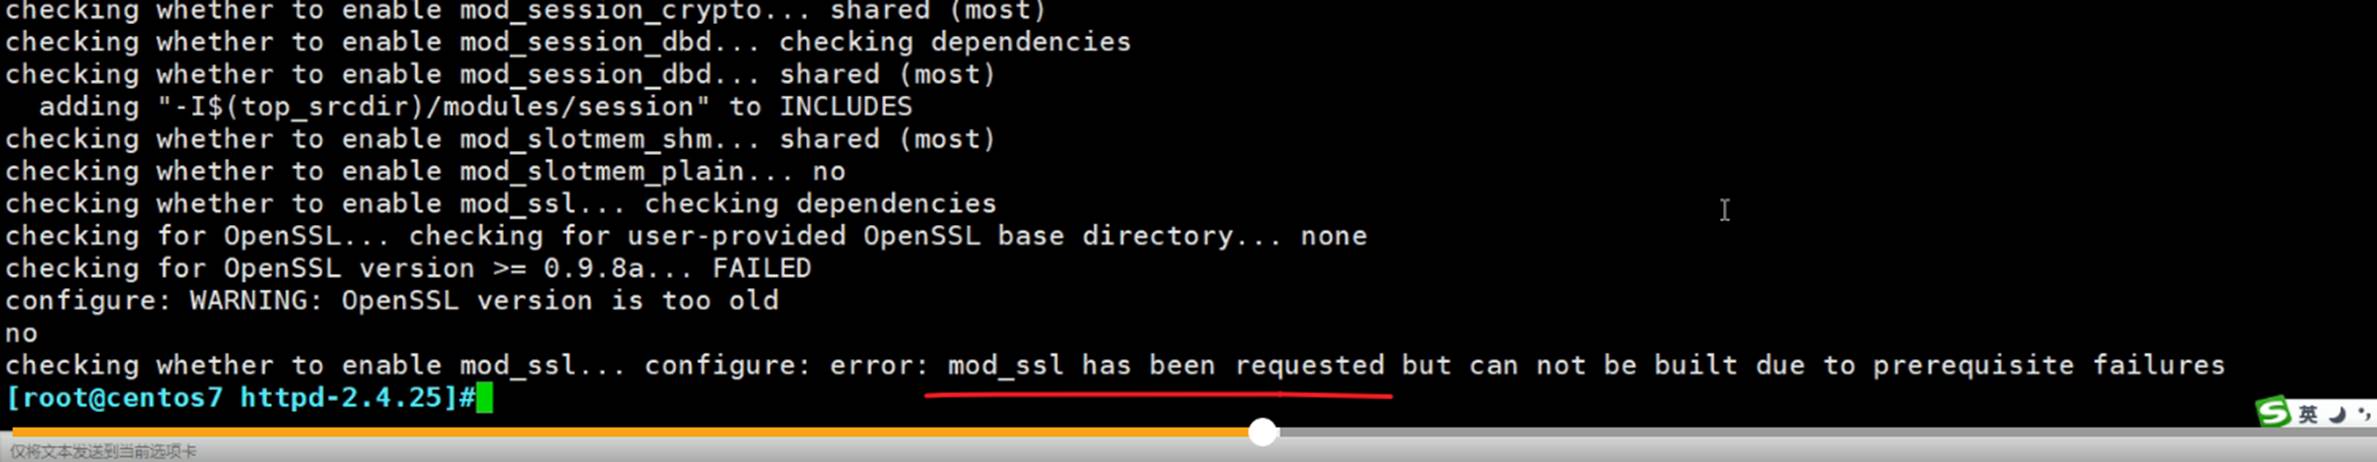 checking whether to enable mod_session_crypto... shared (most)
checking whether to enable mod_session_dbd... checking dependencies
checking whether to enable mod_session_dbd... shared (most)
  adding "-I$(top_srcdir)/modules/session" to INCLUDES
checking whether to enable mod_slotmem_shm... shared (most)
checking whether to enable mod_slotmem_plain... no
checking whether to enable mod_ssl... checking dependencies
checking for OpenSSL... checking for user-provided OpenSSL base directory... none
checking for OpenSSL version >= 0.9.8a... FAILED
configure: WARNING: OpenSSL version is too old
no
checking whether to enable mod_ssl... configure: error: mod_ssl has been requested but can not be built due to prerequisite failures
[root@centos7 httpd-2.4.25]#
英
仅将文本发送到当前选项卡